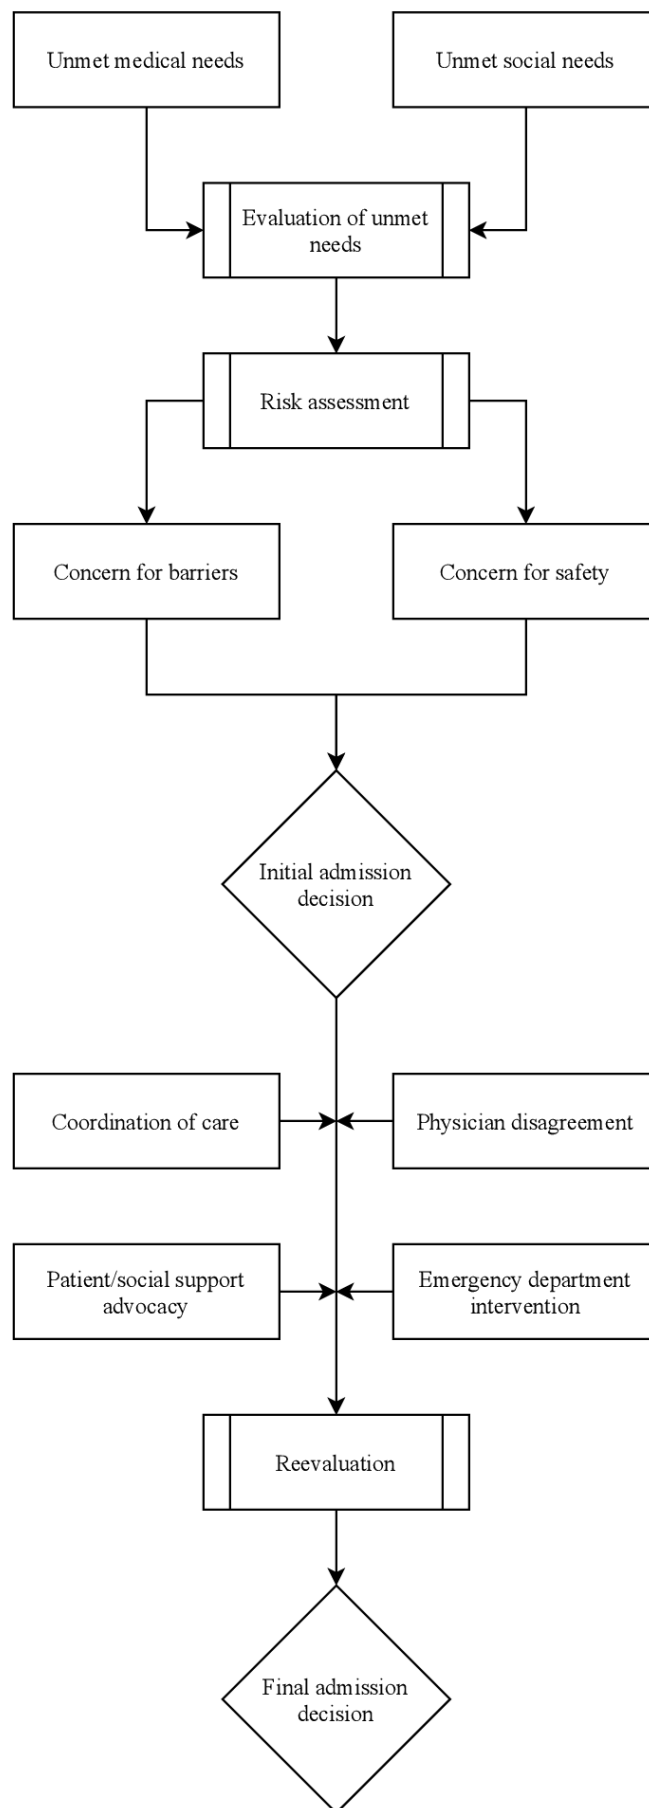 Unmet medical needs
Unmet social needs
Evaluation of unmet
needs
Risk assessment
Concern for barriers
Concern for safety
Initial admission
decision
Coordination of care
Physician disagreement
Patient/social support
advocacy
Emergency department
intervention
Reevaluation
Final admission
decision